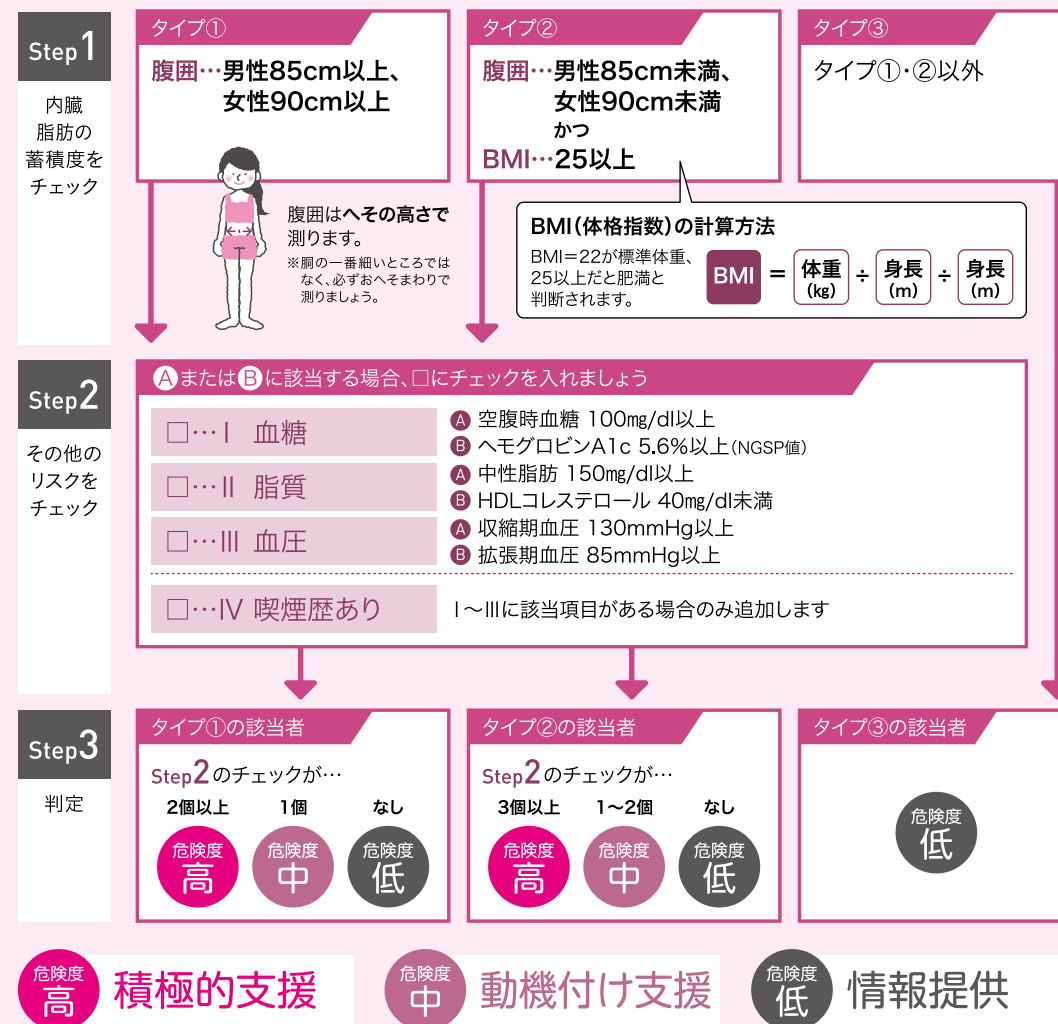 Step1
内臓
脂肪の
蓄積度を
チェック
タイプ①
腹囲…男性85cm以上、
女性90cm以上
腹囲はへその高さで
測ります。
※胴の一番細いところでは
なく、必ずおへそまわりで
測りましょう。
タイプ②
腹囲…男性85cm未満、
女性90cm未満
かつ
BMI…25以上
BMI(体格指数)の計算方法
BMI=22が標準体重、
25以上だと肥満と
判断されます。
BMI = 体重(kg) ÷ 身長(m) ÷ 身長(m)
タイプ③
タイプ①・②以外
Step2
その他の
リスクを
チェック
AまたはBに該当する場合、□にチェックを入れましょう
□…Ⅰ 血糖
A 空腹時血糖 100㎎/dl以上
B ヘモグロビンA1c 5.6%以上(NGSP値)
□…Ⅱ 脂質
A 中性脂肪 150㎎/dl以上
B HDLコレステロール 40㎎/dl未満
□…Ⅲ 血圧
A 収縮期血圧 130mmHg以上
B 拡張期血圧 85mmHg以上
□…Ⅳ 喫煙歴あり
Ⅰ～Ⅲに該当項目がある場合のみ追加します
Step3
判定
タイプ①の該当者
Step2のチェックが…
2個以上 1個 なし
危険度 危険度 危険度
高 中 低
タイプ②の該当者
Step2のチェックが…
3個以上 1～2個 なし
危険度 危険度 危険度
高 中 低
タイプ③の該当者
危険度
低
危険度
高
積極的支援
危険度
中
動機付け支援
危険度
低
情報提供